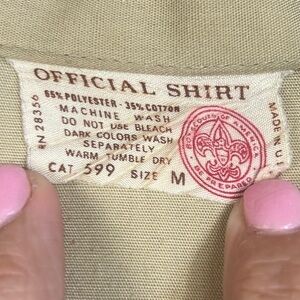 OFFICIAL SHIRT
65% POLYESTER · 35% COTTON
MACHINE WASH
DO NOT USE BLEACH
DARK COLORS WASH
SEPARATELY
WARM TUMBLE DRY
CAT 599 SIZE M
RN 28356
BOY SCOUTS OF AMERICA
BE PREPARED
MADE IN U